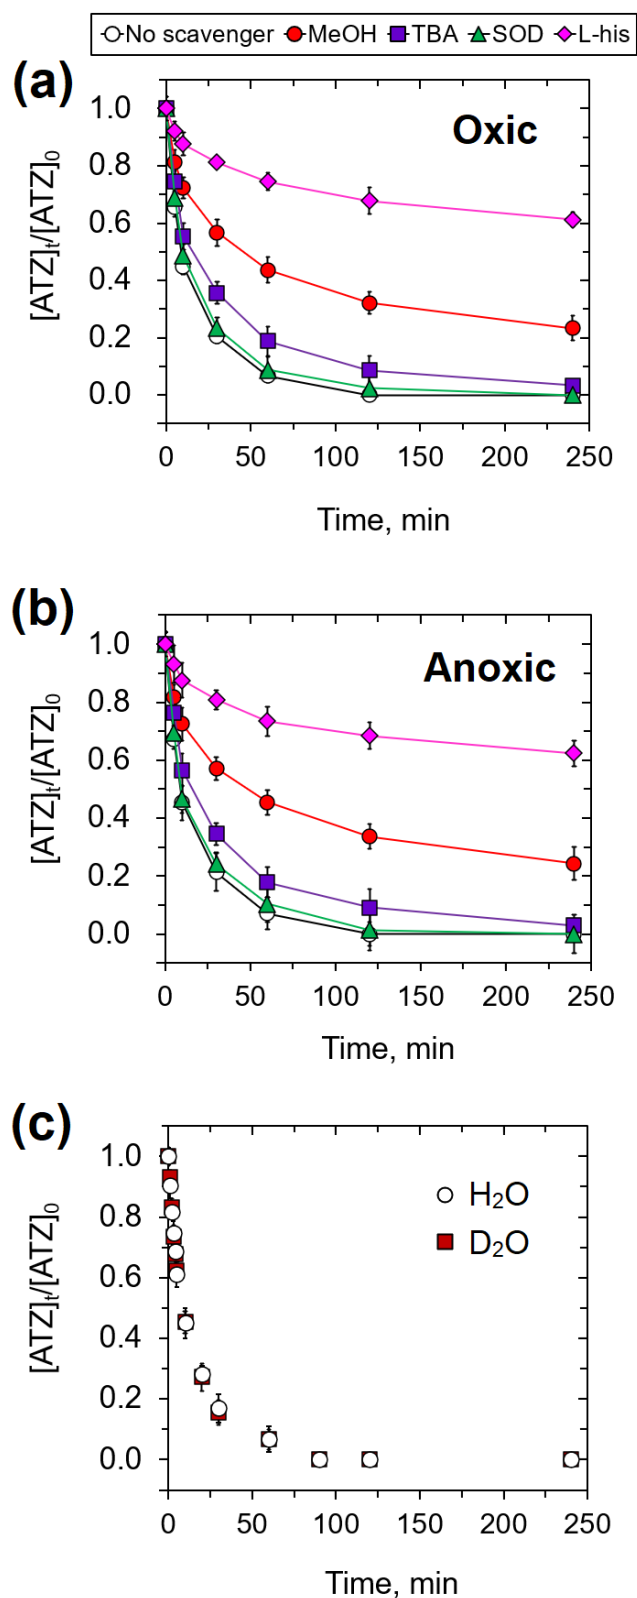 No scavenger MeOH TBA SOD L-his
(a)
Oxic
[ATZ]t/[ATZ]0
1.0
0.8
0.6
0.4
0.2
0.0
0 50 100 150 200 250
Time, min
(b)
Anoxic
[ATZ]t/[ATZ]0
1.0
0.8
0.6
0.4
0.2
0.0
0 50 100 150 200 250
Time, min
(c)
H₂O
D₂O
[ATZ]t/[ATZ]0
1.0
0.8
0.6
0.4
0.2
0.0
0 50 100 150 200 250
Time, min